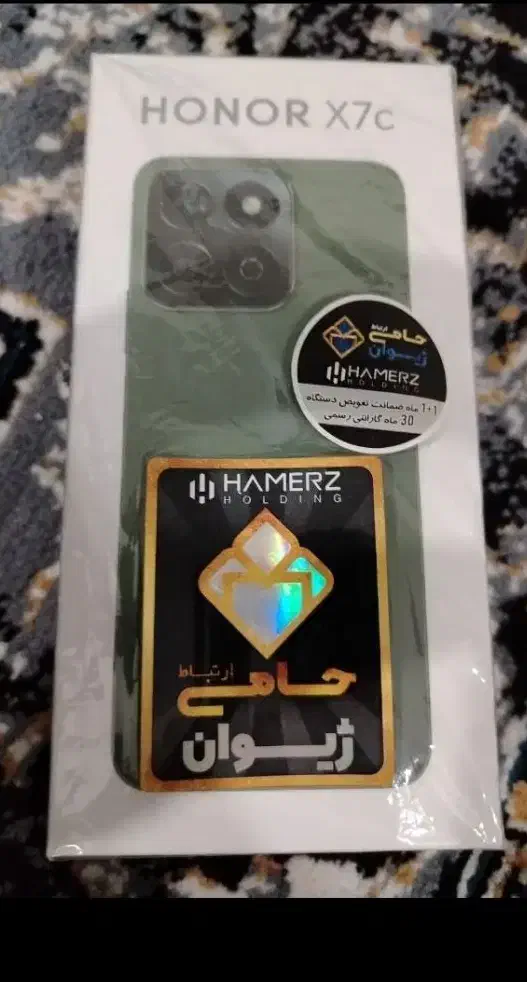 HONOR X7c
ارتباط
حامی
ژیوان
HAMERZ
HOLDING
1+1 ماه ضمانت تعویض دستگاه
30 ماه گارانتی رسمی
HAMERZ
HOLDING
ارتباط
حامی
ژیوان